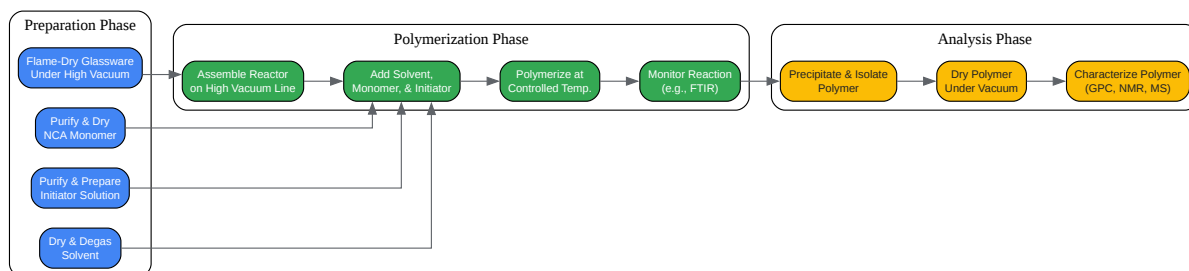 Preparation Phase
Flame-Dry Glassware
Under High Vacuum
Purify & Dry
NCA Monomer
Purify & Prepare
Initiator Solution
Dry & Degas
Solvent
Polymerization Phase
Assemble Reactor
on High Vacuum Line
Add Solvent,
Monomer, & Initiator
Polymerize at
Controlled Temp.
Monitor Reaction
(e.g., FTIR)
Analysis Phase
Precipitate & Isolate
Polymer
Dry Polymer
Under Vacuum
Characterize Polymer
(GPC, NMR, MS)